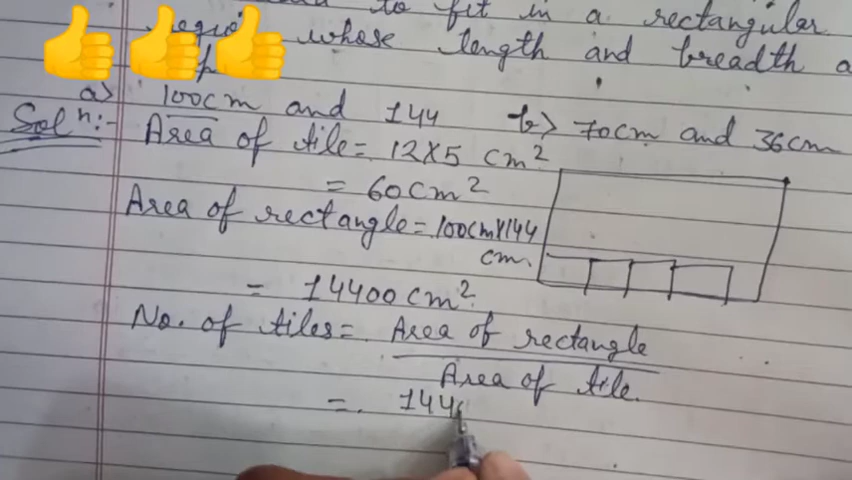 to fit in a rectangular
whose length and breadth a
a) 100cm and 144 b) 70cm and 36cm
Solⁿ:- Area of tile = 12×5 cm²
= 60cm²
Area of rectangle = 100cm×144
cm.
= 14400cm²
No. of tiles = Area of rectangle
Area of tile.
= 144